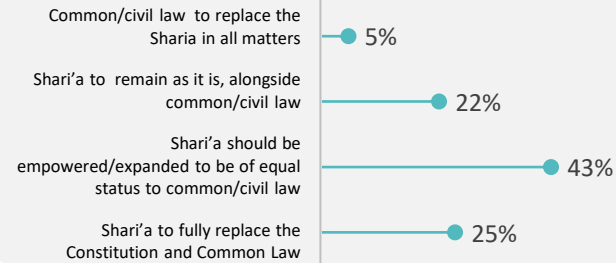 Common/civil law to replace the
Sharia in all matters
5%
Shari’a to remain as it is, alongside
common/civil law
22%
Shari’a should be
empowered/expanded to be of equal
status to common/civil law
43%
Shari’a to fully replace the
Constitution and Common Law
25%